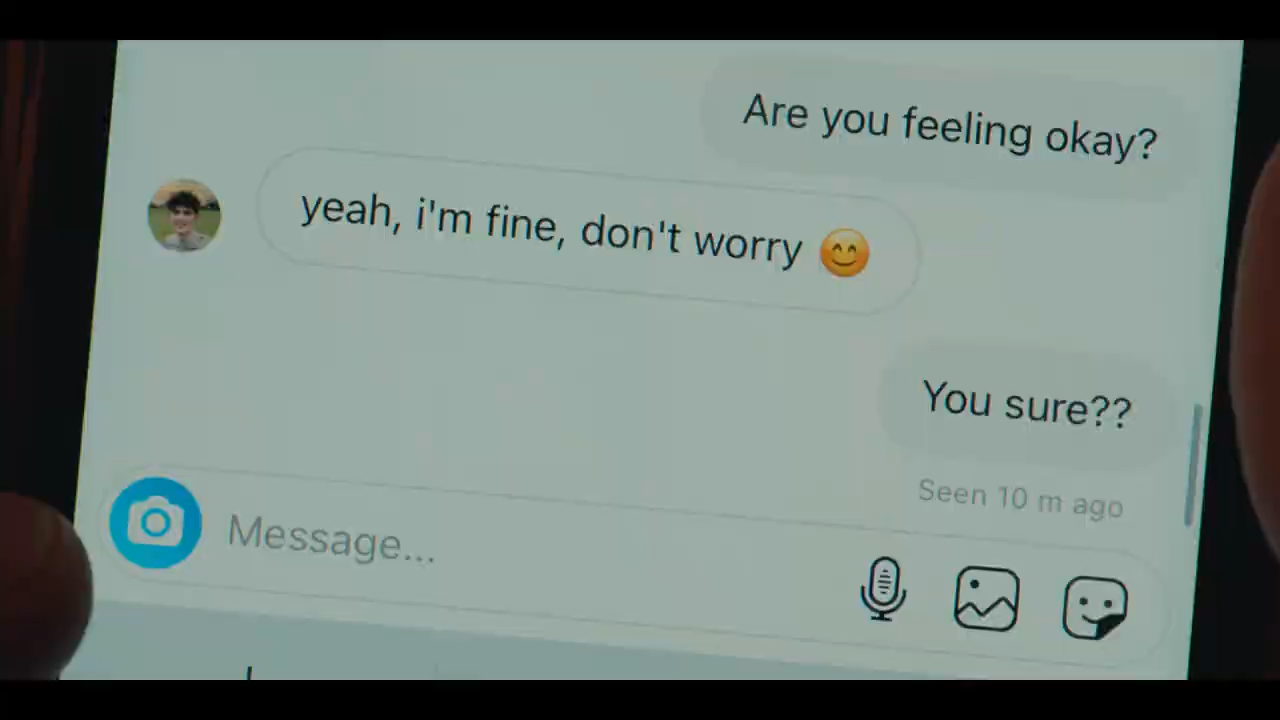 Are you feeling okay?
yeah, i'm fine, don't worry 😊
You sure??
Seen 10 m ago
Message...